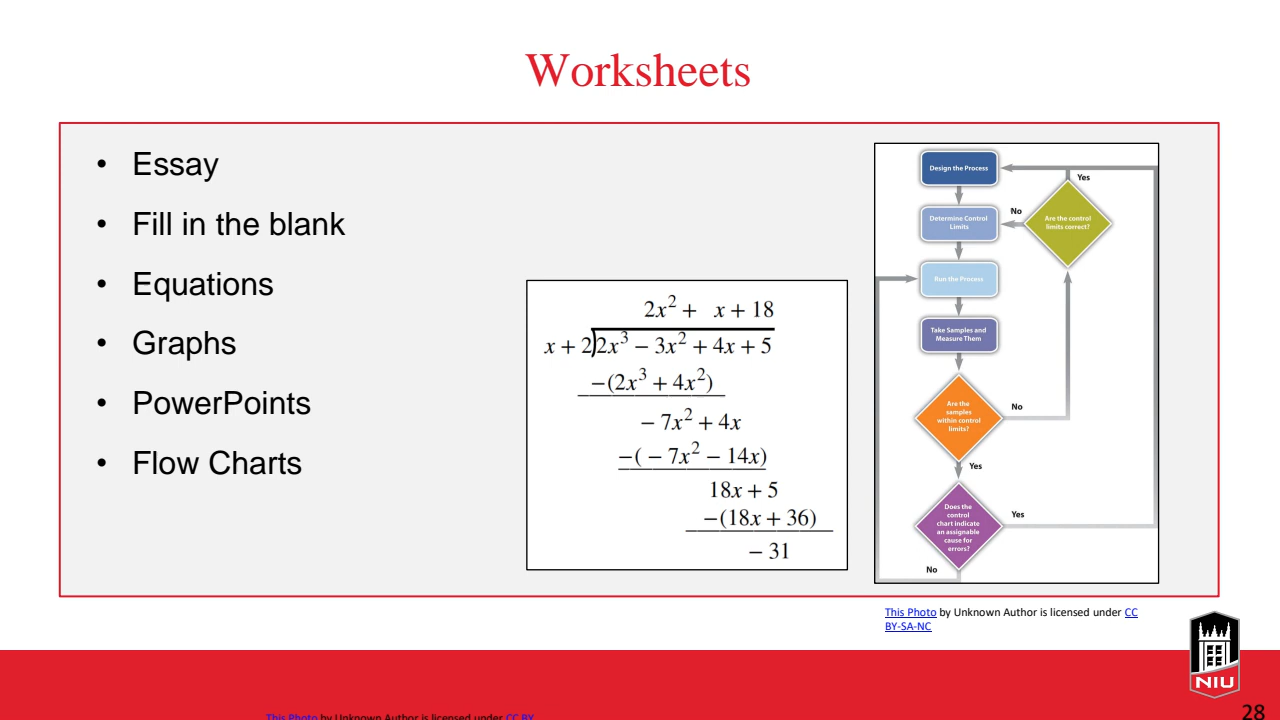 Worksheets
• Essay
• Fill in the blank
• Equations
• Graphs
• PowerPoints
• Flow Charts
2x² + x + 18
x + 2)2x³ − 3x² + 4x + 5
−(2x³ + 4x²)
− 7x² + 4x
−( − 7x² − 14x)
18x + 5
−(18x + 36)
− 31
Design the Process
Yes
Determine Control
Limits
No
Are the control
limits correct?
Run the Process
Take Samples and
Measure Them
Are the
samples
within control
limits?
No
Yes
Does the
control
chart indicate
an assignable
cause for
errors?
Yes
No
This Photo by Unknown Author is licensed under CC
BY-SA-NC
NIU
This Photo by Unknown Author is licensed under CC BY
28